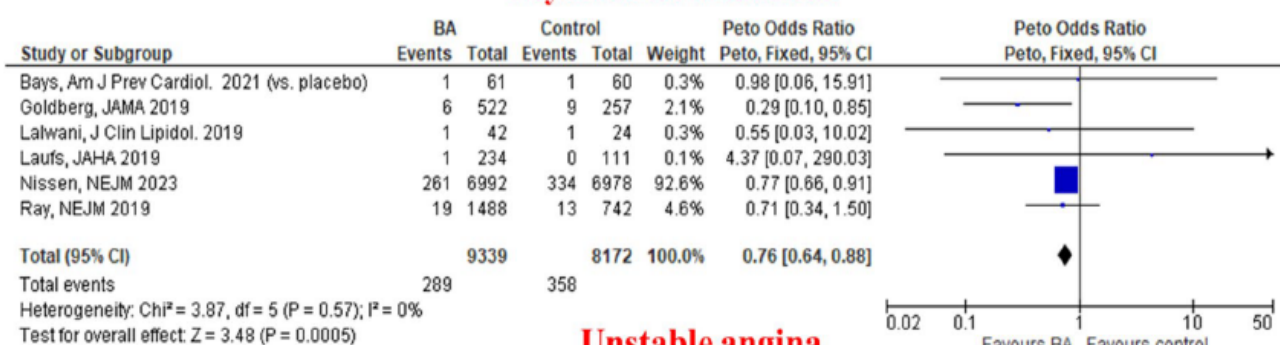 BA Control Peto Odds Ratio Peto Odds Ratio
Study or Subgroup Events Total Events Total Weight Peto, Fixed, 95% CI Peto, Fixed, 95% CI
Bays, Am J Prev Cardiol. 2021 (vs. placebo) 1 61 1 60 0.3% 0.98 [0.06, 15.91]
Goldberg, JAMA 2019 6 522 9 257 2.1% 0.29 [0.10, 0.85]
Lalwani, J Clin Lipidol. 2019 1 42 1 24 0.3% 0.55 [0.03, 10.02]
Laufs, JAHA 2019 1 234 0 111 0.1% 4.37 [0.07, 290.03]
Nissen, NEJM 2023 261 6992 334 6978 92.6% 0.77 [0.66, 0.91]
Ray, NEJM 2019 19 1488 13 742 4.6% 0.71 [0.34, 1.50]
Total (95% CI) 9339 8172 100.0% 0.76 [0.64, 0.88]
Total events 289 358
Heterogeneity: Chi² = 3.87, df = 5 (P = 0.57); I² = 0%
Test for overall effect: Z = 3.48 (P = 0.0005)
0.02 0.1 1 10 50
Favours BA Favours control
Unstable angina